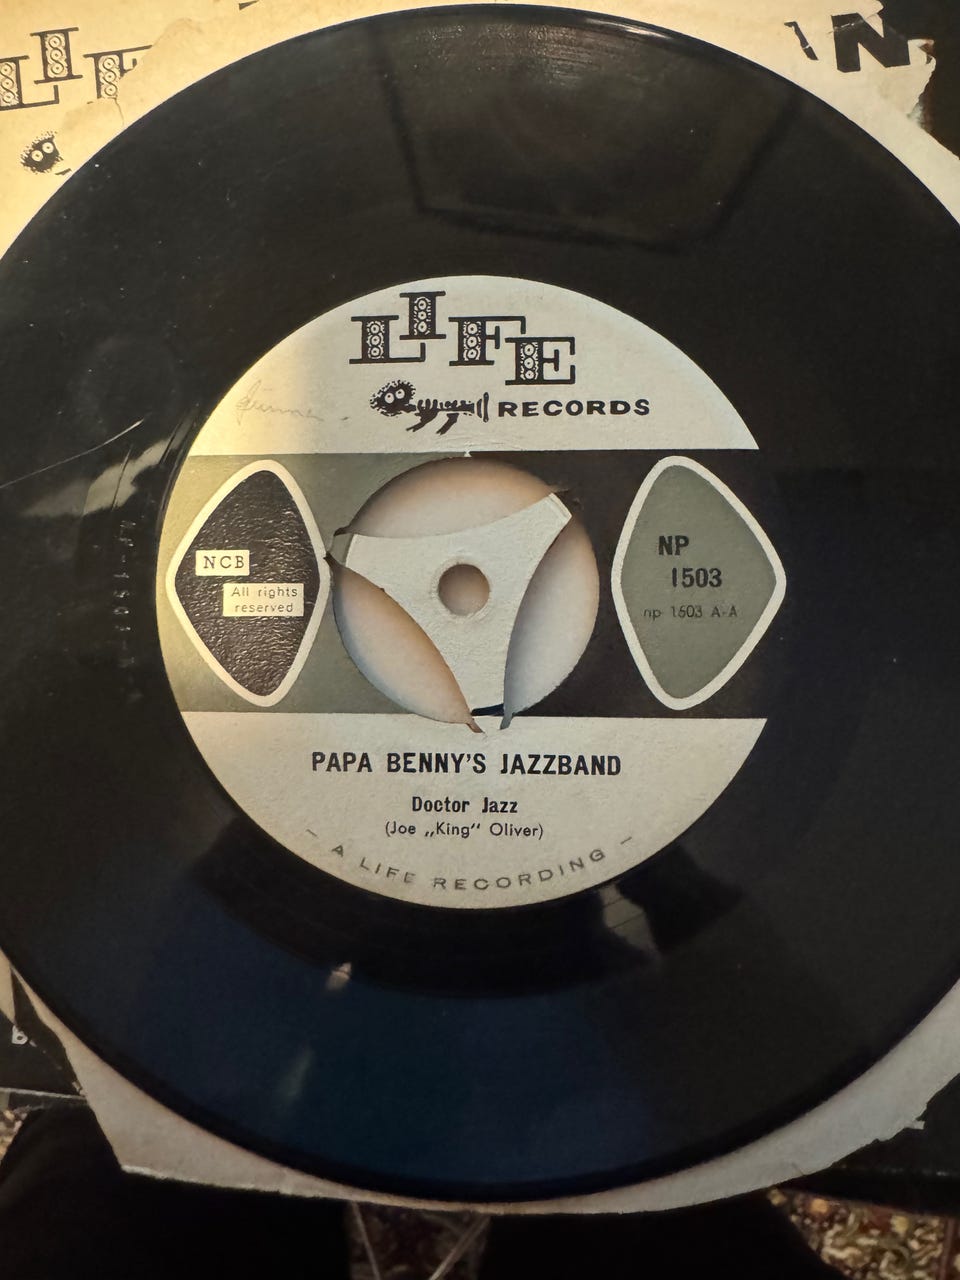 LIFE
RECORDS
NCB
All rights
reserved
NP
1503
np 1503 A-A
PAPA BENNY'S JAZZBAND
Doctor Jazz
(Joe „King" Oliver)
- A LIFE RECORDING -